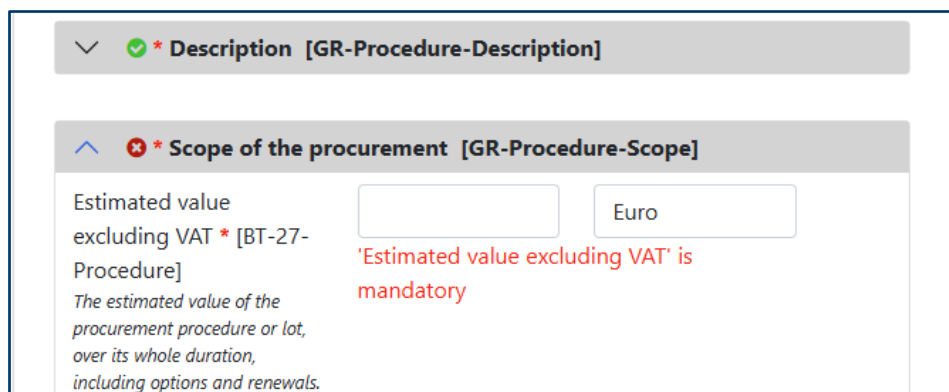 * Description [GR-Procedure-Description]
* Scope of the procurement [GR-Procedure-Scope]
Estimated value
excluding VAT * [BT-27-
Procedure]
The estimated value of the
procurement procedure or lot,
over its whole duration,
including options and renewals.
Euro
'Estimated value excluding VAT' is
mandatory